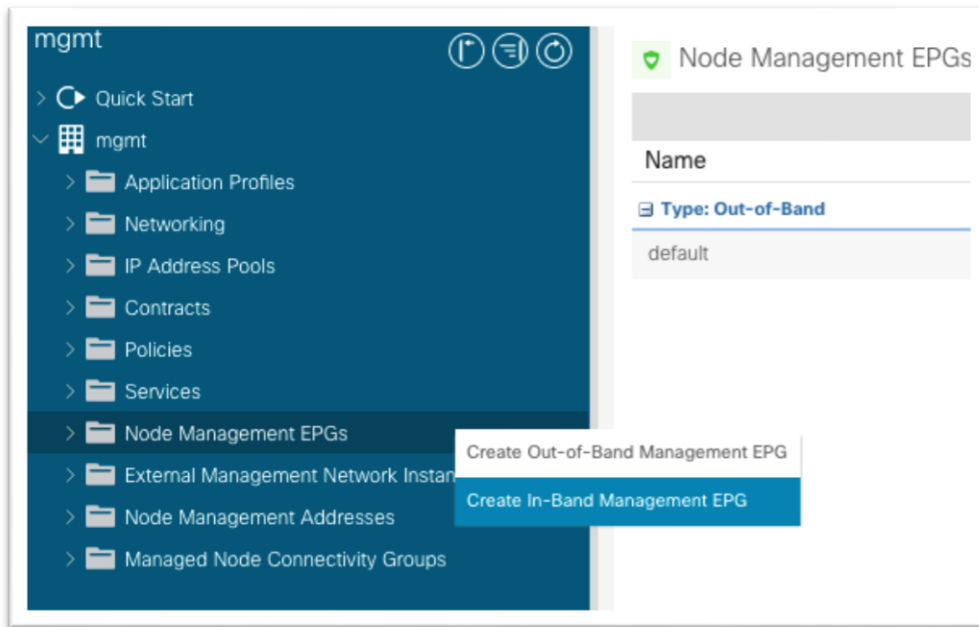 mgmt
Quick Start
mgmt
Application Profiles
Networking
IP Address Pools
Contracts
Policies
Services
Node Management EPGs
External Management Network Instan
Node Management Addresses
Managed Node Connectivity Groups
Create Out-of-Band Management EPG
Create In-Band Management EPG
Node Management EPGs
Name
Type: Out-of-Band
default